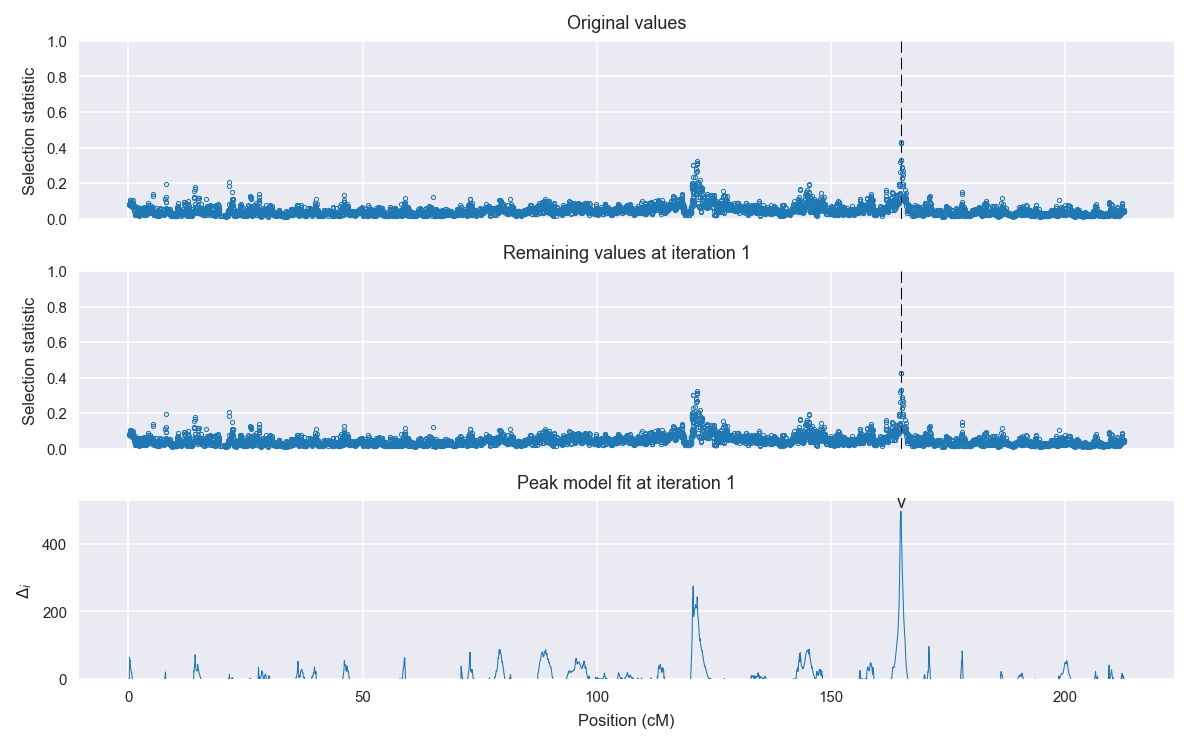 Original values
1.0
0.8
0.6
0.4
0.2
0.0
Selection statistic
Remaining values at iteration 1
1.0
0.8
0.6
0.4
0.2
0.0
Selection statistic
Peak model fit at iteration 1
v
400
200
0
Δi
0 50 100 150 200
Position (cM)